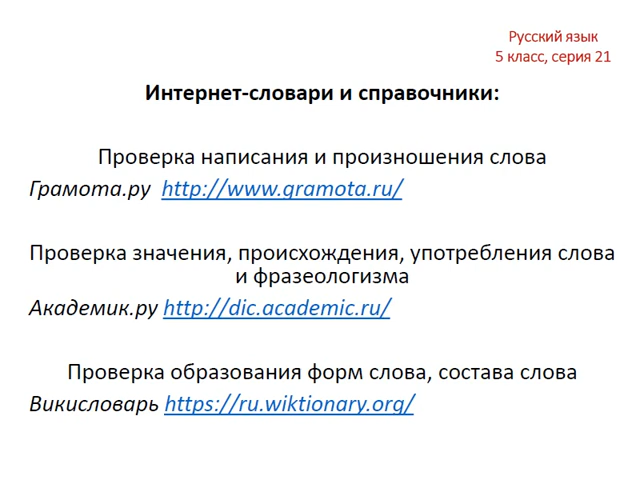 Русский язык
5 класс, серия 21
Интернет-словари и справочники:
Проверка написания и произношения слова
Грамота.ру http://www.gramota.ru/
Проверка значения, происхождения, употребления слова
и фразеологизма
Академик.ру http://dic.academic.ru/
Проверка образования форм слова, состава слова
Викисловарь https://ru.wiktionary.org/